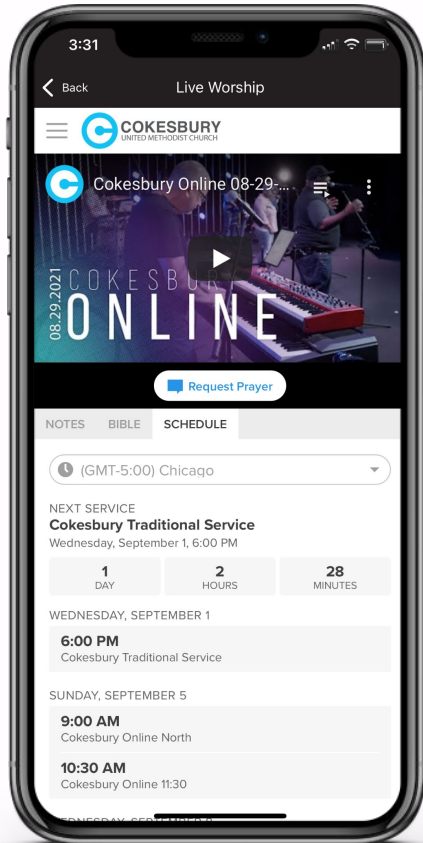 3:31
Back
Live Worship
COKESBURY
UNITED METHODIST CHURCH
Cokesbury Online 08-29-...
08.29.2021
COKESBURY
ONLINE
Request Prayer
NOTES BIBLE SCHEDULE
(GMT-5:00) Chicago
NEXT SERVICE
Cokesbury Traditional Service
Wednesday, September 1, 6:00 PM
1 2 28
DAY HOURS MINUTES
WEDNESDAY, SEPTEMBER 1
6:00 PM
Cokesbury Traditional Service
SUNDAY, SEPTEMBER 5
9:00 AM
Cokesbury Online North
10:30 AM
Cokesbury Online 11:30